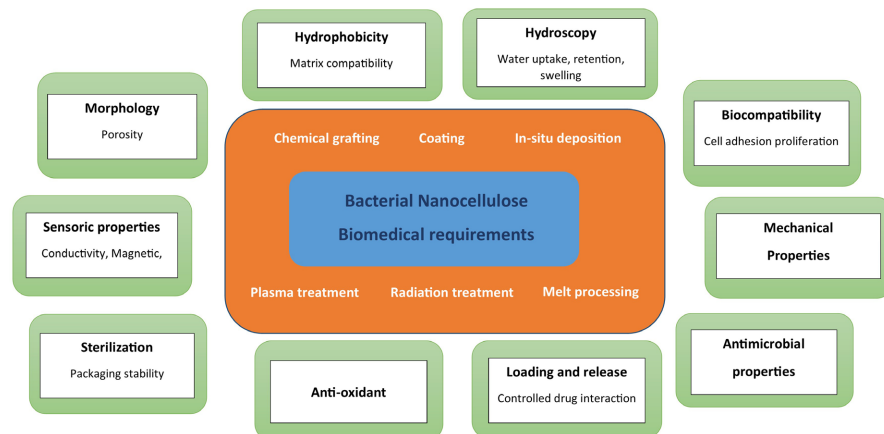 Hydrophobicity
Matrix compatibility
Hydroscopy
Water uptake, retention,
swelling
Morphology
Porosity
Biocompatibility
Cell adhesion proliferation
Chemical grafting
Coating
In-situ deposition
Bacterial Nanocellulose
Biomedical requirements
Sensoric properties
Conductivity, Magnetic,
Mechanical
Properties
Plasma treatment
Radiation treatment
Melt processing
Sterilization
Packaging stability
Antimicrobial
properties
Anti-oxidant
Loading and release
Controlled drug interaction